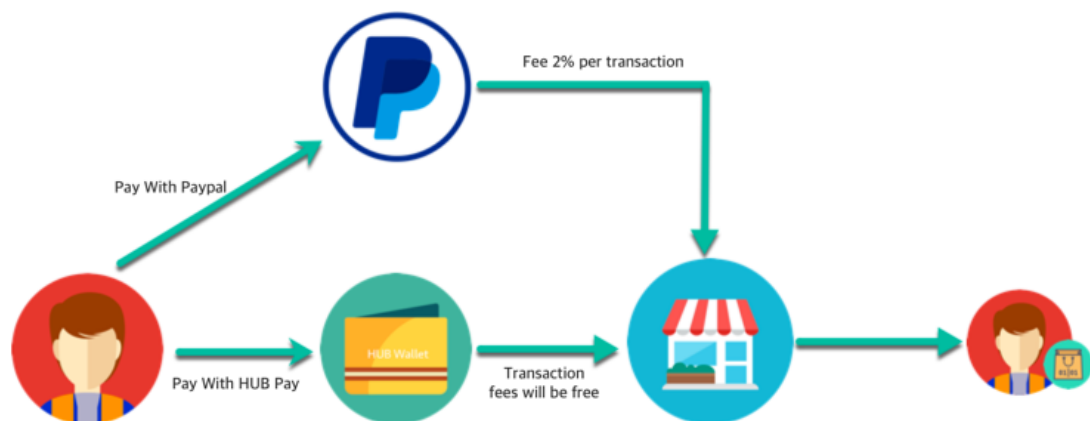 Fee 2% per transaction
Pay With Paypal
HUB Wallet
Pay With HUB Pay
Transaction
fees will be free